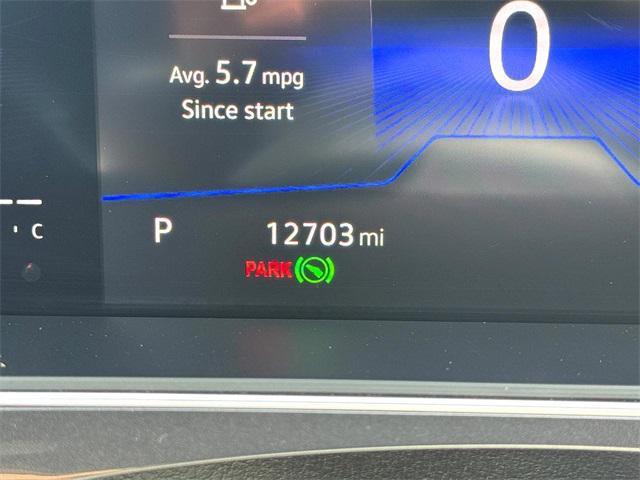 0
Avg. 5.7 mpg
Since start
C
P 12703 mi
PARK